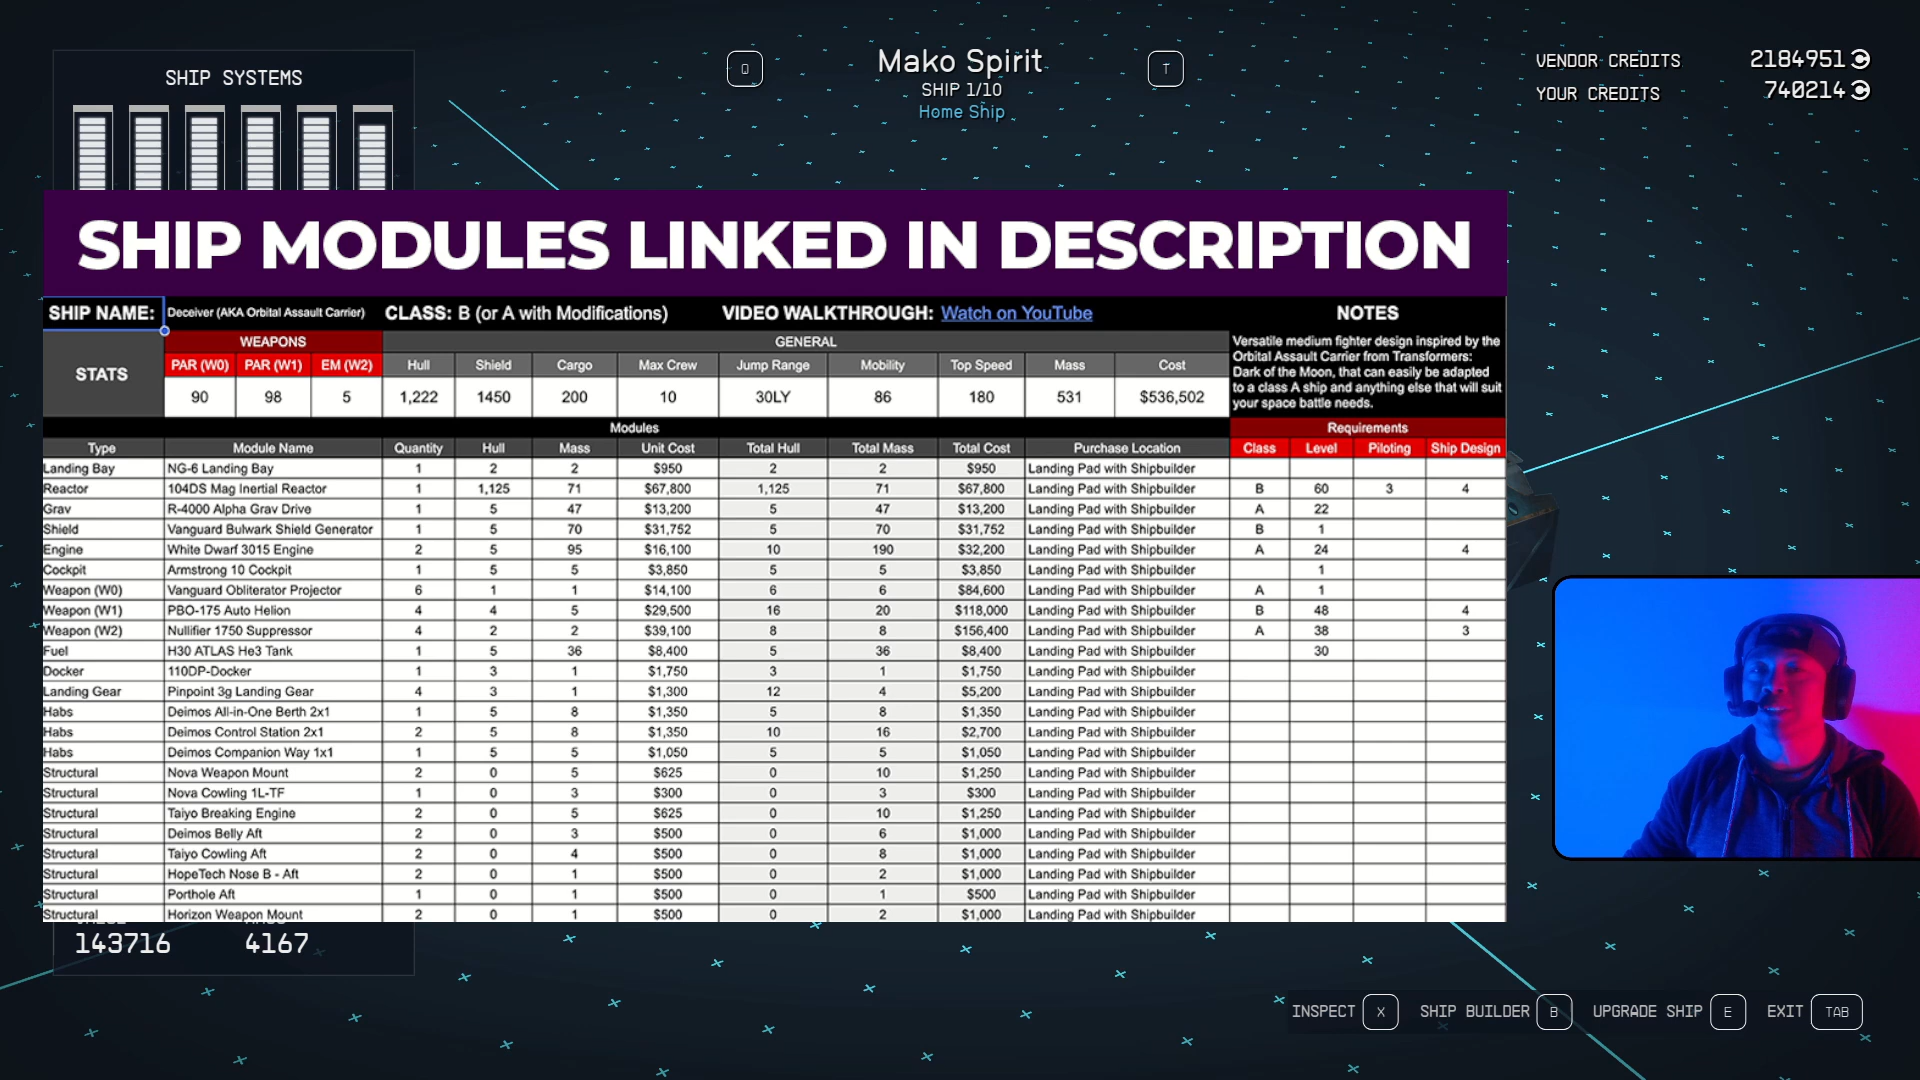 SHIP SYSTEMS
Q
Mako Spirit
T
SHIP 1/10
Home Ship
VENDOR CREDITS 2184951
YOUR CREDITS 740214
SHIP MODULES LINKED IN DESCRIPTION
SHIP NAME: Deceiver (AKA Orbital Assault Carrier) CLASS: B (or A with Modifications) VIDEO WALKTHROUGH: Watch on YouTube NOTES
STATS
WEAPONS GENERAL
PAR (W0) PAR (W1) EM (W2) Hull Shield Cargo Max Crew Jump Range Mobility Top Speed Mass Cost
90 98 5 1,222 1450 200 10 30LY 86 180 531 $536,502
Versatile medium fighter design inspired by the
Orbital Assault Carrier from Transformers:
Dark of the Moon, that can easily be adapted
to a class A ship and anything else that will suit
your space battle needs.
Modules Requirements
Type Module Name Quantity Hull Mass Unit Cost Total Hull Total Mass Total Cost Purchase Location Class Level Piloting Ship Design
Landing Bay NG-6 Landing Bay 1 2 2 $950 2 2 $950 Landing Pad with Shipbuilder
Reactor 104DS Mag Inertial Reactor 1 1,125 71 $67,800 1,125 71 $67,800 Landing Pad with Shipbuilder B 60 3 4
Grav R-4000 Alpha Grav Drive 1 5 47 $13,200 5 47 $13,200 Landing Pad with Shipbuilder A 22
Shield Vanguard Bulwark Shield Generator 1 5 70 $31,752 5 70 $31,752 Landing Pad with Shipbuilder B 1
Engine White Dwarf 3015 Engine 2 5 95 $16,100 10 190 $32,200 Landing Pad with Shipbuilder A 24 4
Cockpit Armstrong 10 Cockpit 1 5 5 $3,850 5 5 $3,850 Landing Pad with Shipbuilder 1
Weapon (W0) Vanguard Obliterator Projector 6 1 1 $14,100 6 6 $84,600 Landing Pad with Shipbuilder A 1
Weapon (W1) PBO-175 Auto Helion 4 4 5 $29,500 16 20 $118,000 Landing Pad with Shipbuilder B 48 4
Weapon (W2) Nullifier 1750 Suppressor 4 2 2 $39,100 8 8 $156,400 Landing Pad with Shipbuilder A 38 3
Fuel H30 ATLAS He3 Tank 1 5 36 $8,400 5 36 $8,400 Landing Pad with Shipbuilder 30
Docker 110DP-Docker 1 3 1 $1,750 3 1 $1,750 Landing Pad with Shipbuilder
Landing Gear Pinpoint 3g Landing Gear 4 3 1 $1,300 12 4 $5,200 Landing Pad with Shipbuilder
Habs Deimos All-in-One Berth 2x1 1 5 8 $1,350 5 8 $1,350 Landing Pad with Shipbuilder
Habs Deimos Control Station 2x1 2 5 8 $1,350 10 16 $2,700 Landing Pad with Shipbuilder
Habs Deimos Companion Way 1x1 1 5 5 $1,050 5 5 $1,050 Landing Pad with Shipbuilder
Structural Nova Weapon Mount 2 0 5 $625 0 10 $1,250 Landing Pad with Shipbuilder
Structural Nova Cowling 1L-TF 1 0 3 $300 0 3 $300 Landing Pad with Shipbuilder
Structural Taiyo Breaking Engine 2 0 5 $625 0 10 $1,250 Landing Pad with Shipbuilder
Structural Deimos Belly Aft 2 0 3 $500 0 6 $1,000 Landing Pad with Shipbuilder
Structural Taiyo Cowling Aft 2 0 4 $500 0 8 $1,000 Landing Pad with Shipbuilder
Structural HopeTech Nose B - Aft 2 0 1 $500 0 2 $1,000 Landing Pad with Shipbuilder
Structural Porthole Aft 1 0 1 $500 0 1 $500 Landing Pad with Shipbuilder
Structural Horizon Weapon Mount 2 0 1 $500 0 2 $1,000 Landing Pad with Shipbuilder
143716 4167
INSPECT X SHIP BUILDER B UPGRADE SHIP E EXIT TAB